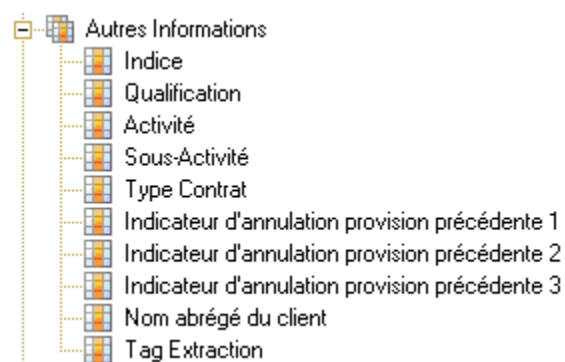 Autres Informations
Indice
Qualification
Activité
Sous-Activité
Type Contrat
Indicateur d'annulation provision précédente 1
Indicateur d'annulation provision précédente 2
Indicateur d'annulation provision précédente 3
Nom abrégé du client
Tag Extraction